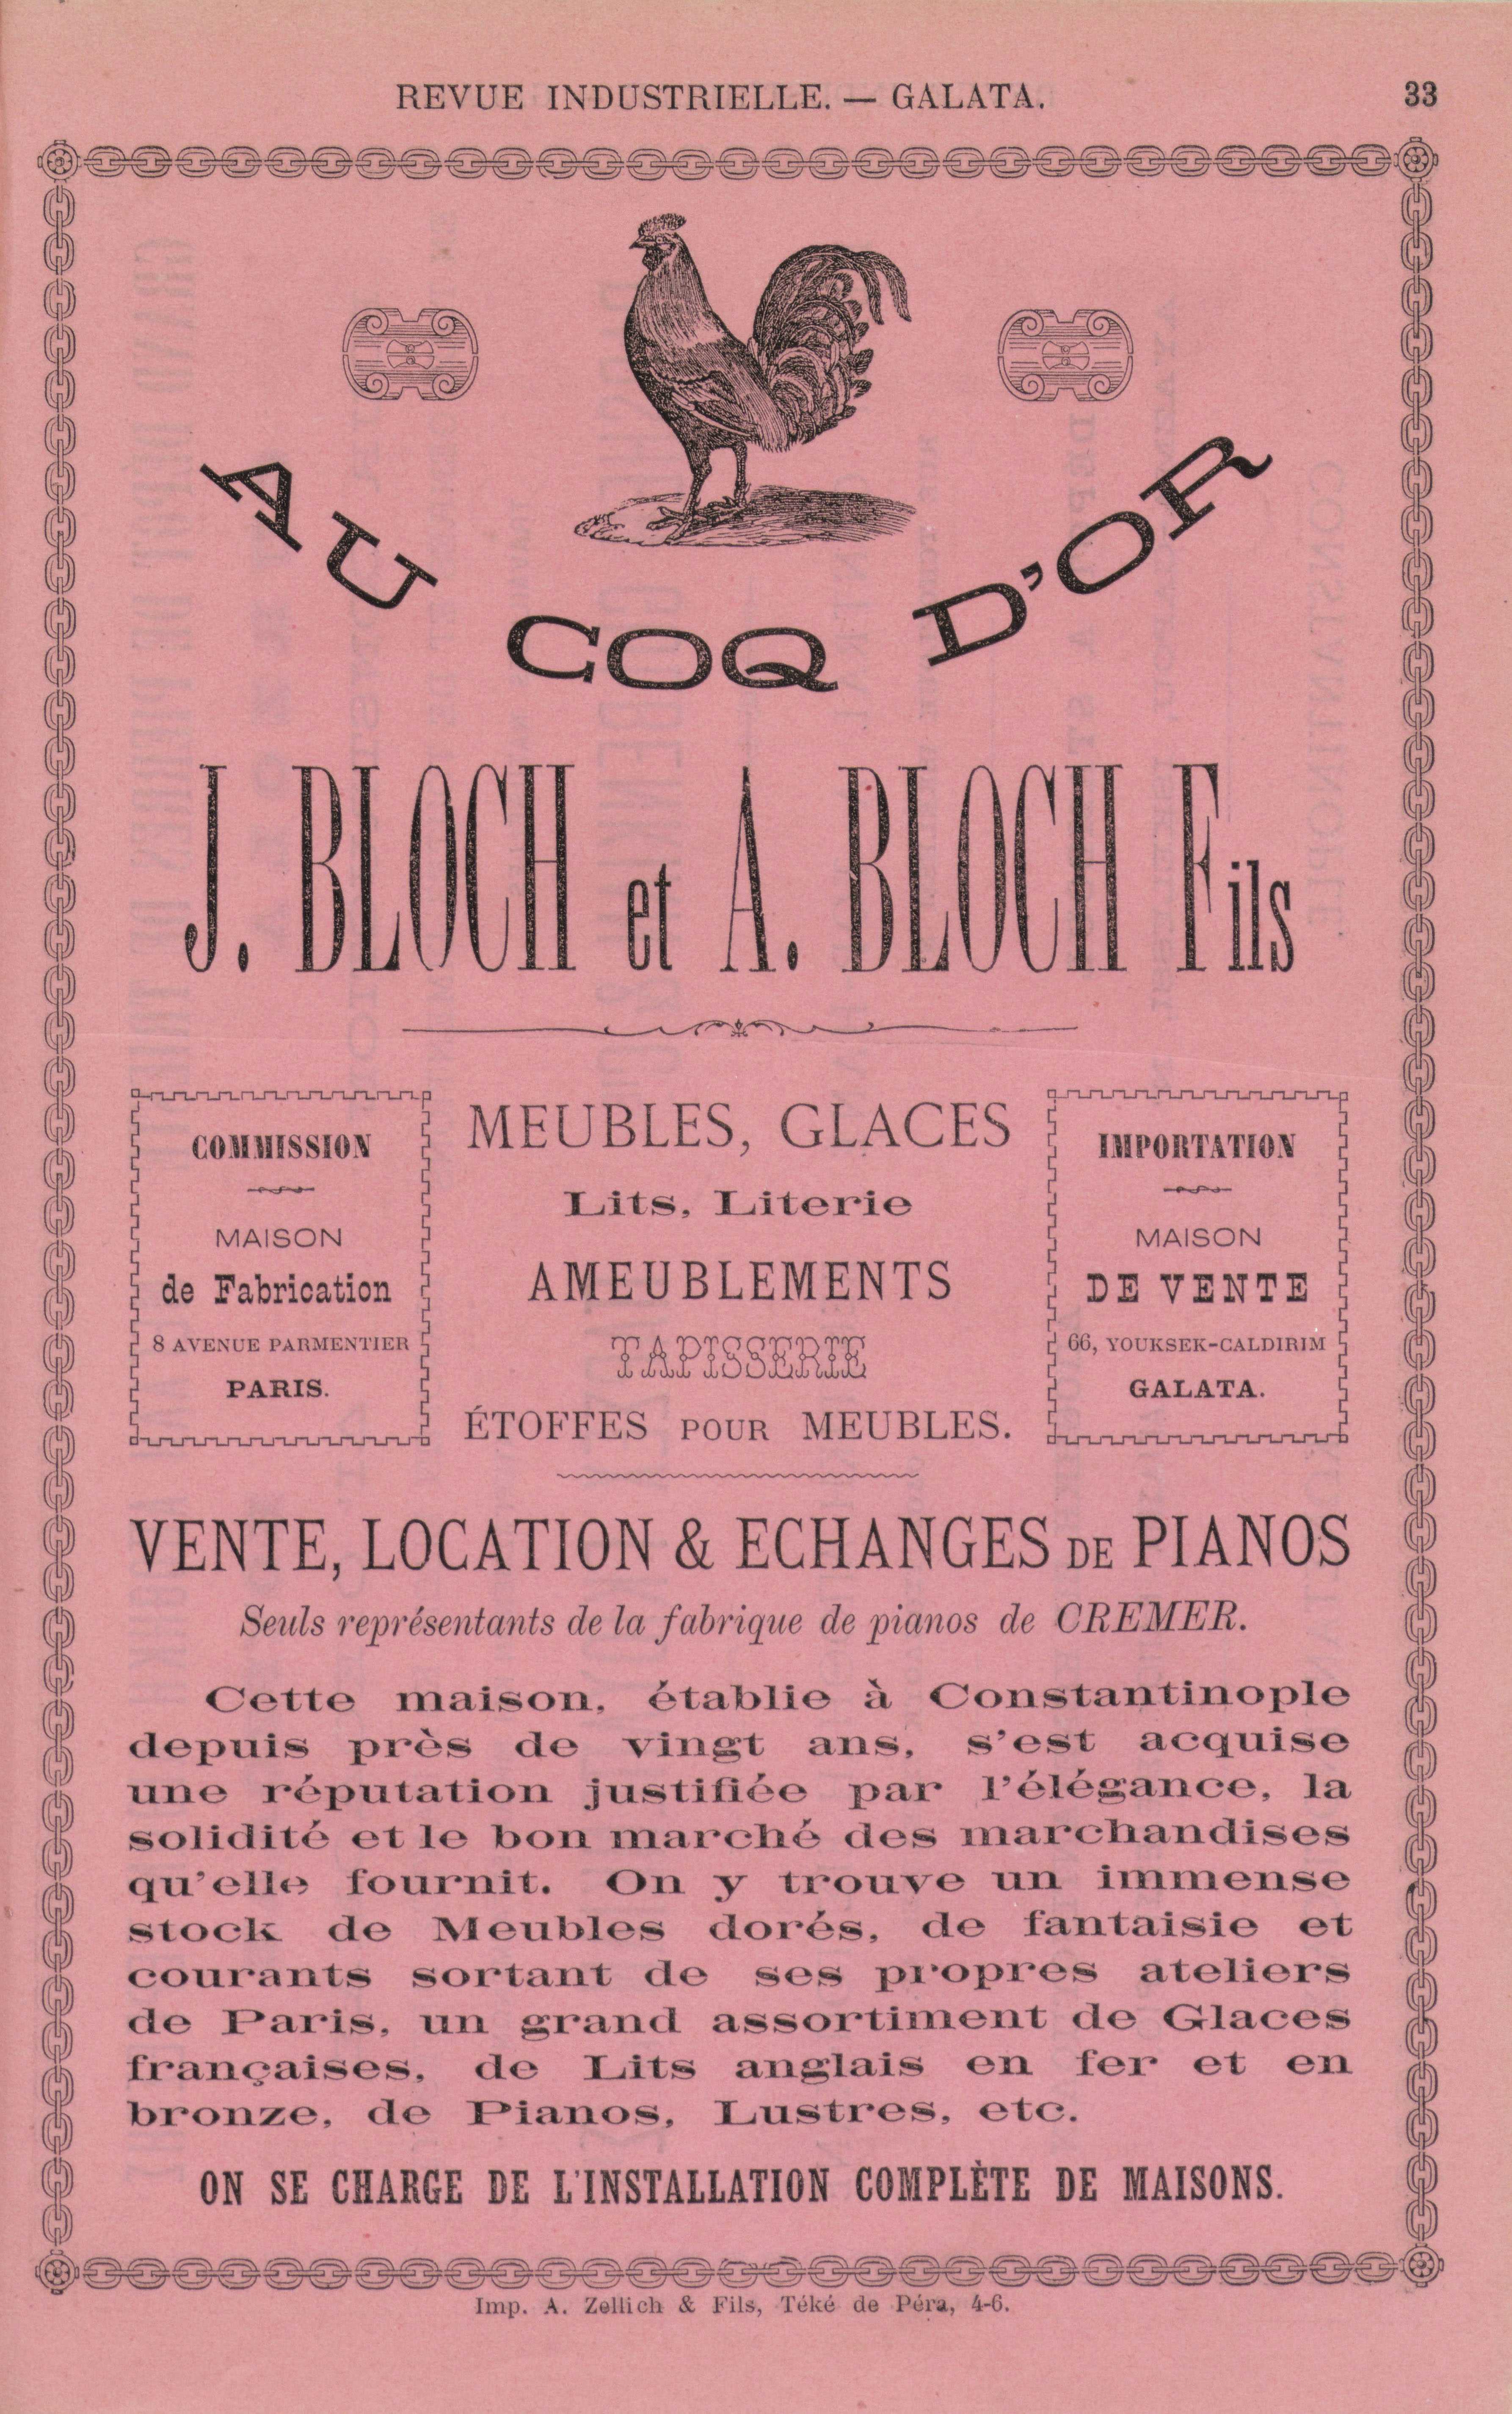 REVUE INDUSTRIELLE. — GALATA.
33
AU COQ D'OR
J. BLOCH et A. BLOCH Fils
COMMISSION
MAISON
de Fabrication
8 AVENUE PARMENTIER
PARIS.
MEUBLES, GLACES
Lits, Literie
AMEUBLEMENTS
TAPISSERIE
ÉTOFFES POUR MEUBLES.
IMPORTATION
MAISON
DE VENTE
66, YOUKSEK-CALDIRIM
GALATA.
VENTE, LOCATION & ECHANGES DE PIANOS
Seuls représentants de la fabrique de pianos de CREMER.
Cette maison, établie à Constantinople
depuis près de vingt ans, s'est acquise
une réputation justifiée par l'élégance, la
solidité et le bon marché des marchandises
qu'elle fournit. On y trouve un immense
stock de Meubles dorés, de fantaisie et
courants sortant de ses propres ateliers
de Paris, un grand assortiment de Glaces
françaises, de Lits anglais en fer et en
bronze, de Pianos, Lustres, etc.
ON SE CHARGE DE L'INSTALLATION COMPLÈTE DE MAISONS.
Imp. A. Zellich & Fils, Téké de Péra, 4-6.